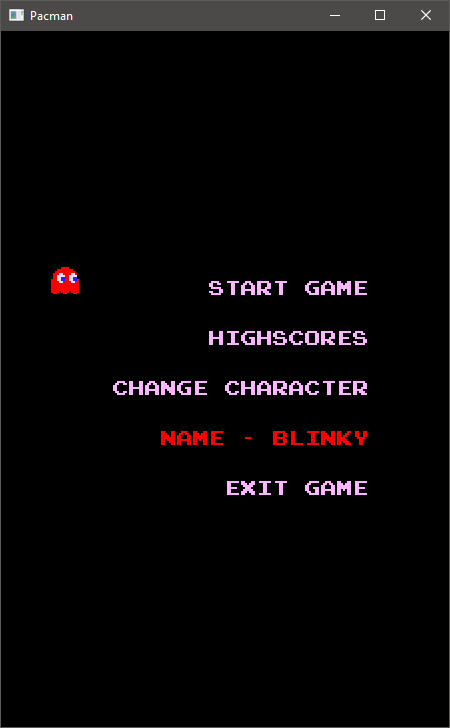 Pacman
START GAME
HIGHSCORES
CHANGE CHARACTER
NAME - BLINKY
EXIT GAME